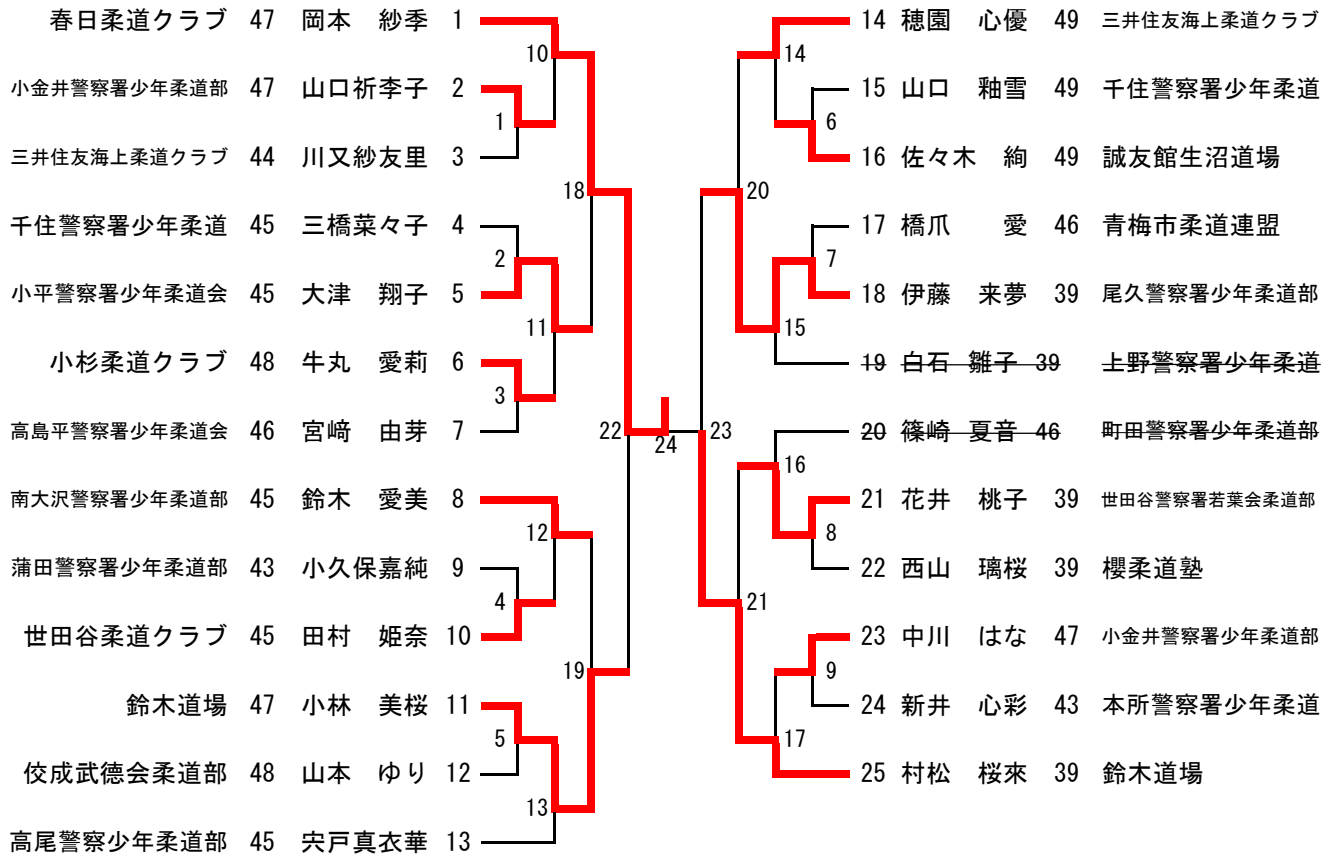 春日柔道クラブ 47 岡本 紗季 1
小金井警察署少年柔道部 47 山口祈李子 2
三井住友海上柔道クラブ 44 川又紗友里 3
千住警察署少年柔道 45 三橋菜々子 4
小平警察署少年柔道会 45 大津 翔子 5
小杉柔道クラブ 48 牛丸 愛莉 6
高島平警察署少年柔道会 46 宮﨑 由芽 7
南大沢警察署少年柔道部 45 鈴木 愛美 8
蒲田警察署少年柔道部 43 小久保嘉純 9
世田谷柔道クラブ 45 田村 姫奈 10
鈴木道場 47 小林 美桜 11
佼成武徳会柔道部 48 山本 ゆり 12
高尾警察少年柔道部 45 宍戸真衣華 13
10
1
18
2
11
3
22
12
4
19
5
13
24
23
14
6
20
7
15
16
8
21
9
17
14 穂園 心優 49 三井住友海上柔道クラブ
15 山口 釉雪 49 千住警察署少年柔道
16 佐々木 絢 49 誠友館生沼道場
17 橋爪 愛 46 青梅市柔道連盟
18 伊藤 来夢 39 尾久警察署少年柔道部
19 白石 雛子 39 上野警察署少年柔道
20 篠崎 夏音 46 町田警察署少年柔道部
21 花井 桃子 39 世田谷警察署若葉会柔道部
22 西山 璃桜 39 櫻柔道塾
23 中川 はな 47 小金井警察署少年柔道部
24 新井 心彩 43 本所警察署少年柔道
25 村松 桜來 39 鈴木道場